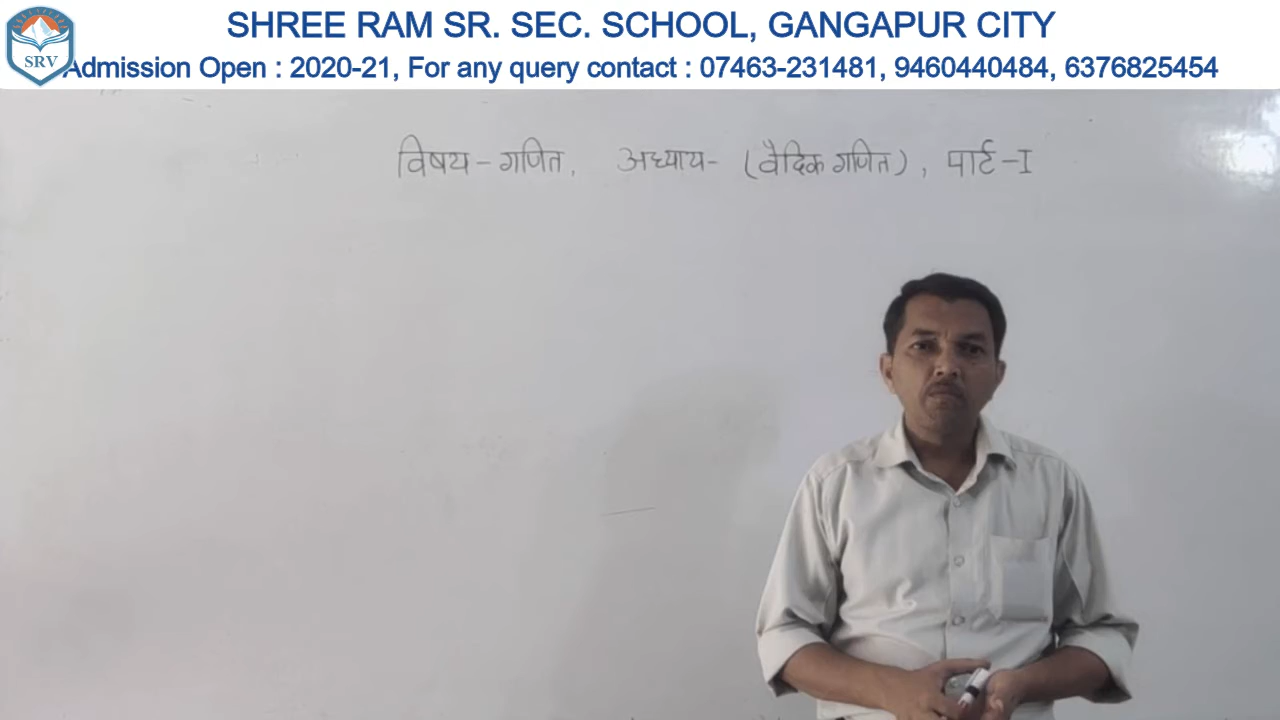 SHREE RAM SR. SEC. SCHOOL, GANGAPUR CITY
SRV
Admission Open : 2020-21, For any query contact : 07463-231481, 9460440484, 6376825454
विषय - गणित, अध्याय - (वैदिक गणित), पार्ट - I